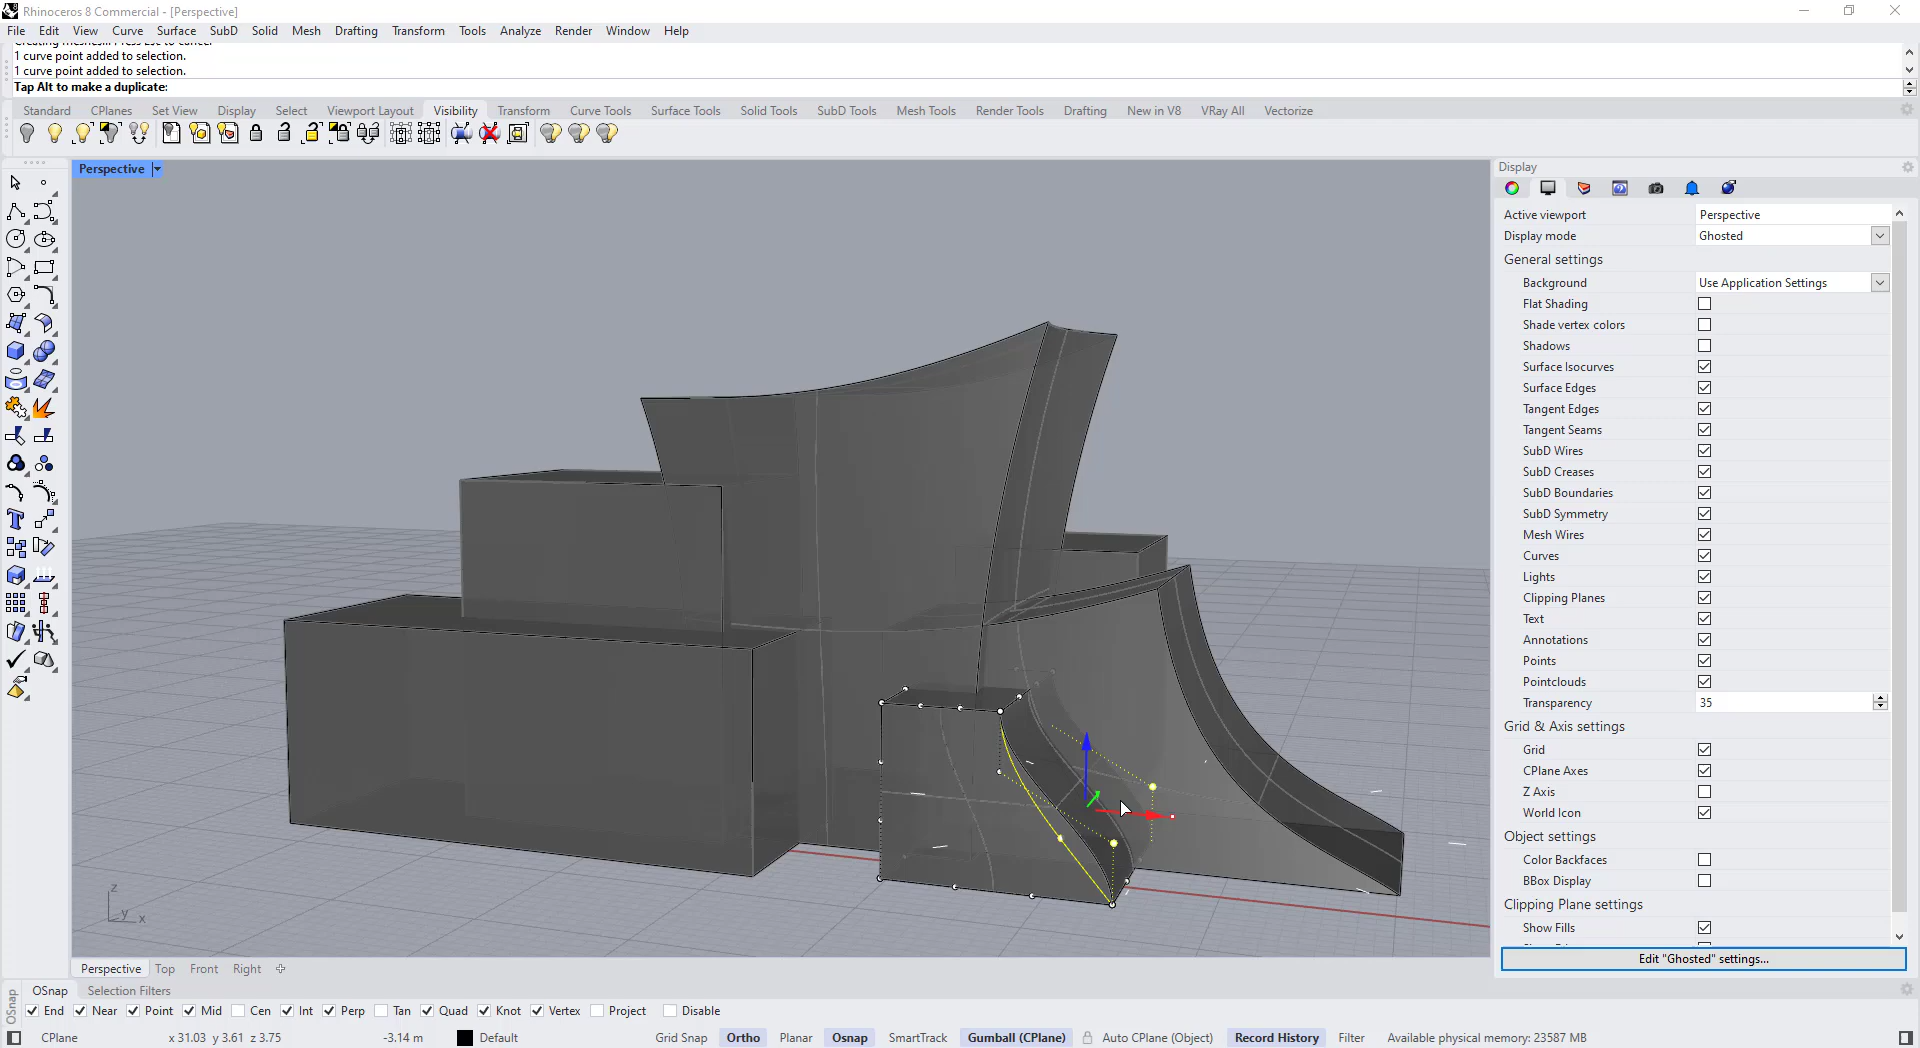 Rhinoceros 8 Commercial - [Perspective]
File Edit View Curve Surface SubD Solid Mesh Drafting Transform Tools Analyze Render Window Help
Creating meshes... Press Esc to cancel
1 curve point added to selection.
1 curve point added to selection.
Tap Alt to make a duplicate:
Standard CPlanes Set View Display Select Viewport Layout Visibility Transform Curve Tools Surface Tools Solid Tools SubD Tools Mesh Tools Render Tools Drafting New in V8 VRay All Vectorize
Perspective
Display
Active viewport Perspective
Display mode Ghosted
General settings
Background Use Application Settings
Flat Shading
Shade vertex colors
Shadows
Surface Isocurves
Surface Edges
Tangent Edges
Tangent Seams
SubD Wires
SubD Creases
SubD Boundaries
SubD Symmetry
Mesh Wires
Curves
Lights
Clipping Planes
Text
Annotations
Points
Pointclouds
Transparency 35
Grid & Axis settings
Grid
CPlane Axes
Z Axis
World Icon
Object settings
Color Backfaces
BBox Display
Clipping Plane settings
Show Fills
Edit "Ghosted" settings...
z
y x
Perspective Top Front Right
OSnap
OSnap Selection Filters
End Near Point Mid Cen Int Perp Tan Quad Knot Vertex Project Disable
CPlane x 31.03 y 3.61 z 3.75 -3.14 m Default Grid Snap Ortho Planar Osnap SmartTrack Gumball (CPlane) Auto CPlane (Object) Record History Filter Available physical memory: 23587 MB